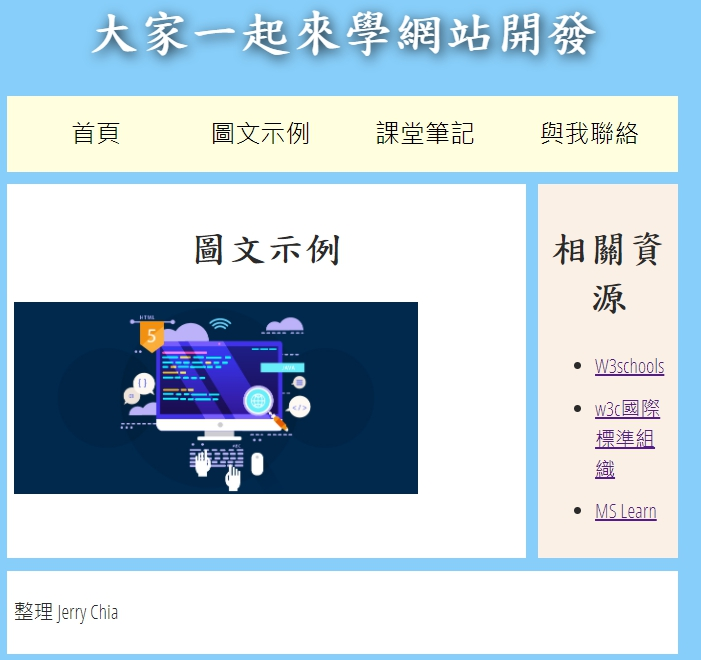 大家一起來學網站開發
首頁 圖文示例 課堂筆記 與我聯絡
圖文示例
HTML
5
{ }
</>
相關資
源
W3schools
w3c國際
標準組
織
MS Learn
整理 Jerry Chia